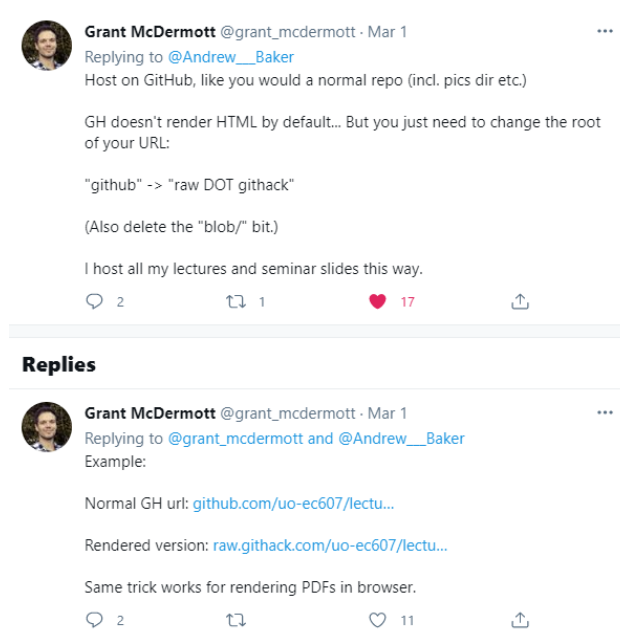 Grant McDermott @grant_mcdermott · Mar 1
Replying to @Andrew___Baker
Host on GitHub, like you would a normal repo (incl. pics dir etc.)
GH doesn't render HTML by default... But you just need to change the root
of your URL:
"github" -> "raw DOT githack"
(Also delete the "blob/" bit.)
I host all my lectures and seminar slides this way.
2 1 17
Replies
Grant McDermott @grant_mcdermott · Mar 1
Replying to @grant_mcdermott and @Andrew___Baker
Example:
Normal GH url: github.com/uo-ec607/lectu...
Rendered version: raw.githack.com/uo-ec607/lectu...
Same trick works for rendering PDFs in browser.
2 11